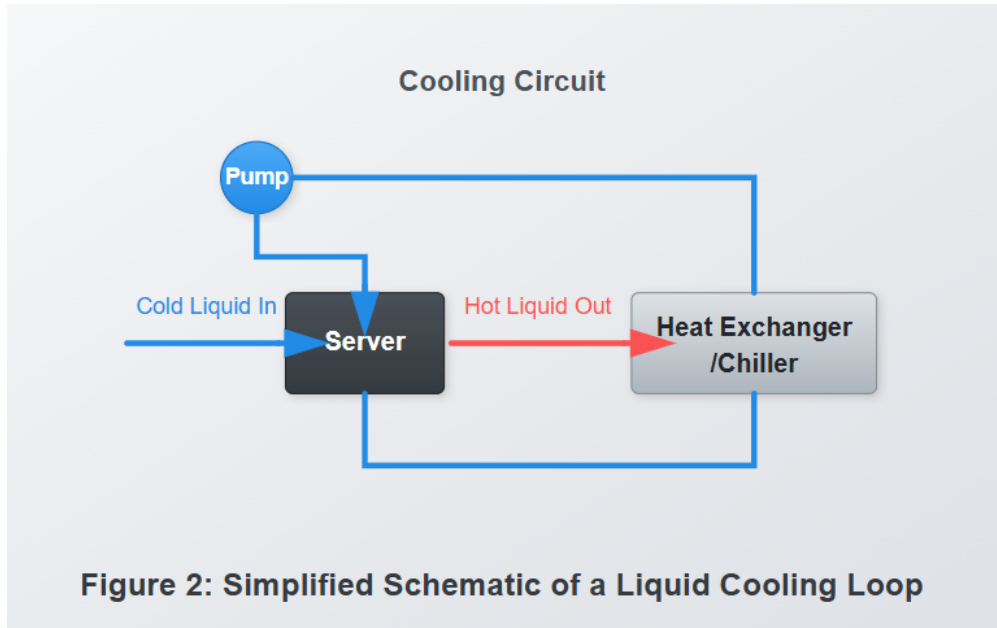 Cooling Circuit
Pump
Cold Liquid In
Hot Liquid Out
Server
Heat Exchanger
/Chiller
Figure 2: Simplified Schematic of a Liquid Cooling Loop